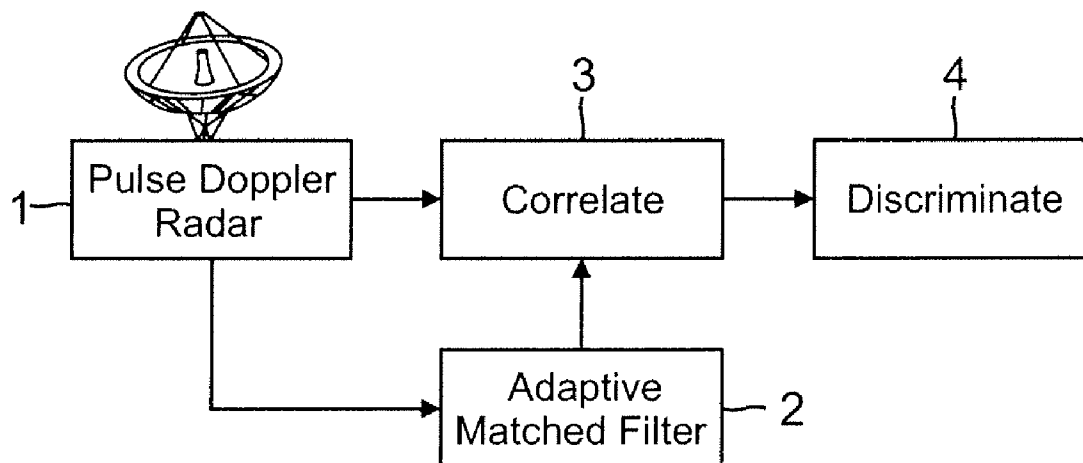 3
4
1
Pulse Doppler
Radar
Correlate
Discriminate
Adaptive
Matched Filter
2